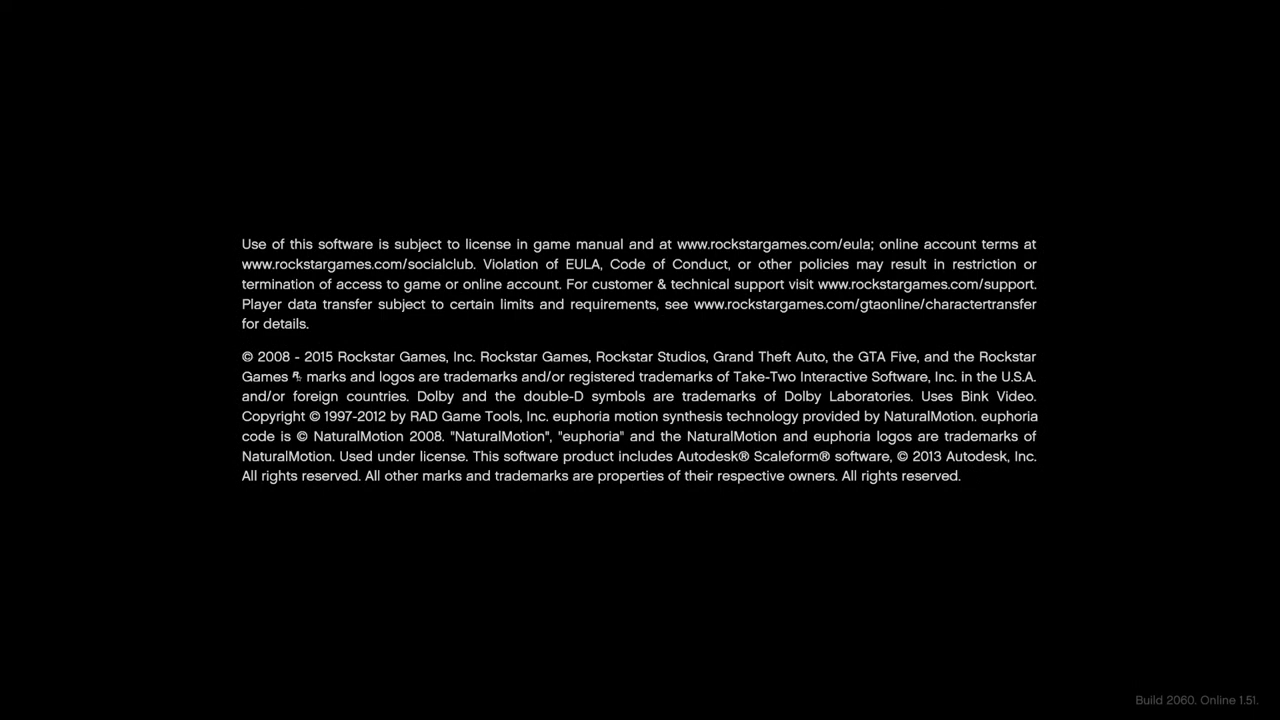 Use of this software is subject to license in game manual and at www.rockstargames.com/eula; online account terms at
www.rockstargames.com/socialclub. Violation of EULA, Code of Conduct, or other policies may result in restriction or
termination of access to game or online account. For customer & technical support visit www.rockstargames.com/support.
Player data transfer subject to certain limits and requirements, see www.rockstargames.com/gtaonline/charactertransfer
for details.
© 2008 - 2015 Rockstar Games, Inc. Rockstar Games, Rockstar Studios, Grand Theft Auto, the GTA Five, and the Rockstar
Games R* marks and logos are trademarks and/or registered trademarks of Take-Two Interactive Software, Inc. in the U.S.A.
and/or foreign countries. Dolby and the double-D symbols are trademarks of Dolby Laboratories. Uses Bink Video.
Copyright © 1997-2012 by RAD Game Tools, Inc. euphoria motion synthesis technology provided by NaturalMotion. euphoria
code is © NaturalMotion 2008. "NaturalMotion", "euphoria" and the NaturalMotion and euphoria logos are trademarks of
NaturalMotion. Used under license. This software product includes Autodesk® Scaleform® software, © 2013 Autodesk, Inc.
All rights reserved. All other marks and trademarks are properties of their respective owners. All rights reserved.
Build 2060. Online 1.51.